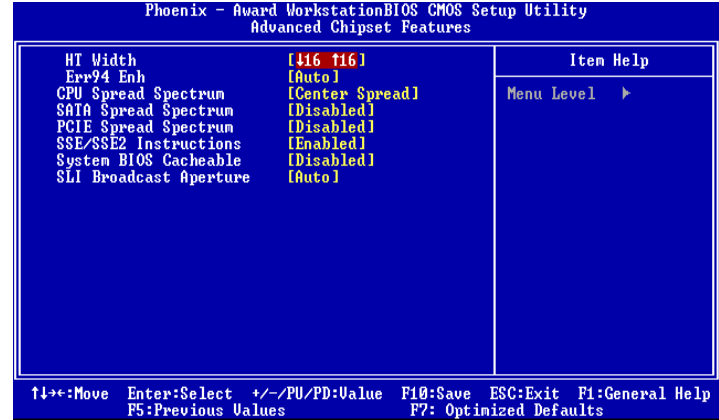 Phoenix - Award WorkstationBIOS CMOS Setup Utility
Advanced Chipset Features
HT Width [↓16 ↑16]
Err94 Enh [Auto]
CPU Spread Spectrum [Center Spread]
SATA Spread Spectrum [Disabled]
PCIE Spread Spectrum [Disabled]
SSE/SSE2 Instructions [Enabled]
System BIOS Cacheable [Disabled]
SLI Broadcast Aperture [Auto]
Item Help
Menu Level ▶
↑↓→←:Move Enter:Select +/-/PU/PD:Value F10:Save ESC:Exit F1:General Help
F5:Previous Values F7: Optimized Defaults